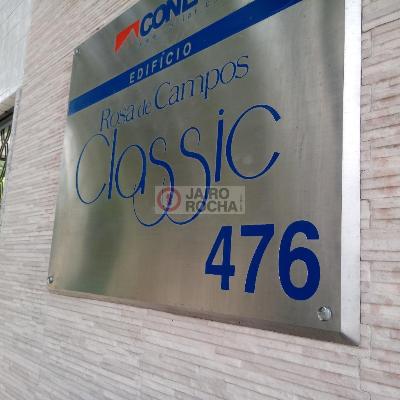 EDIFÍCIO
Rosa de Campos
Classic
JAIRO
ROCHA
476